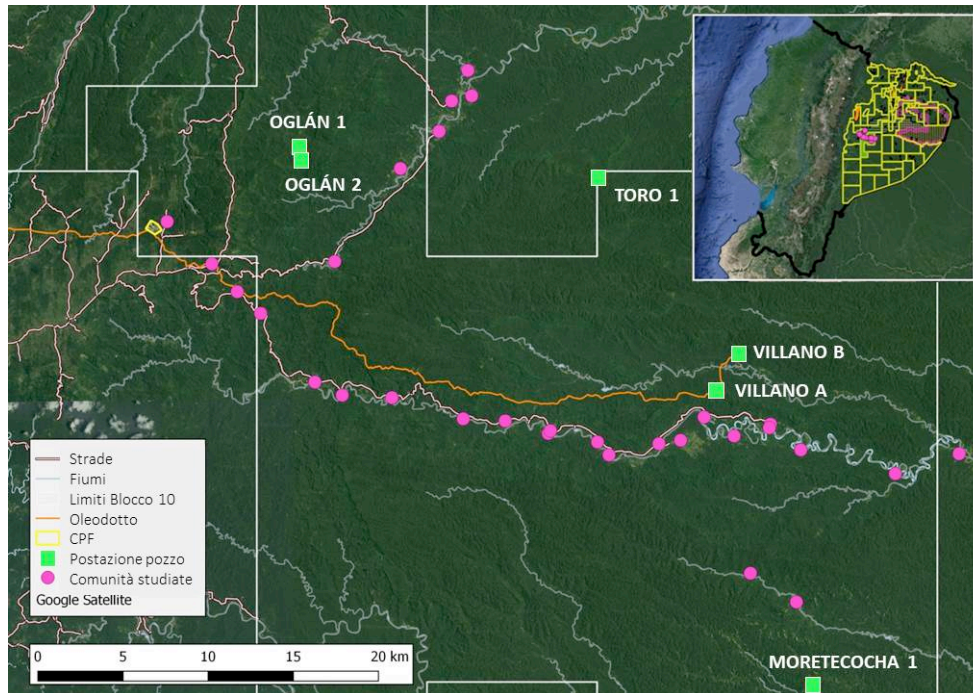 OGLÁN 1
OGLÁN 2
TORO 1
VILLANO B
VILLANO A
Strade
Fiumi
Limiti Blocco 10
Oleodotto
CPF
Postazione pozzo
Comunità studiate
Google Satellite
0 5 10 15 20 km
MORETECOCHA 1